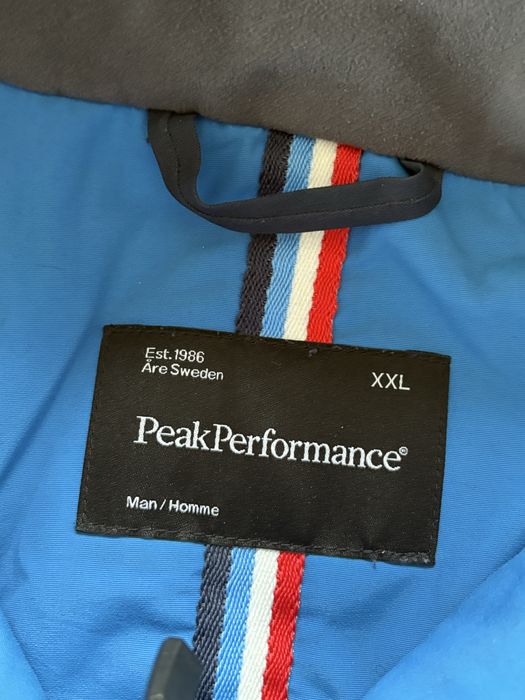 Est.1986
Åre Sweden
XXL
PeakPerformance®
Man / Homme